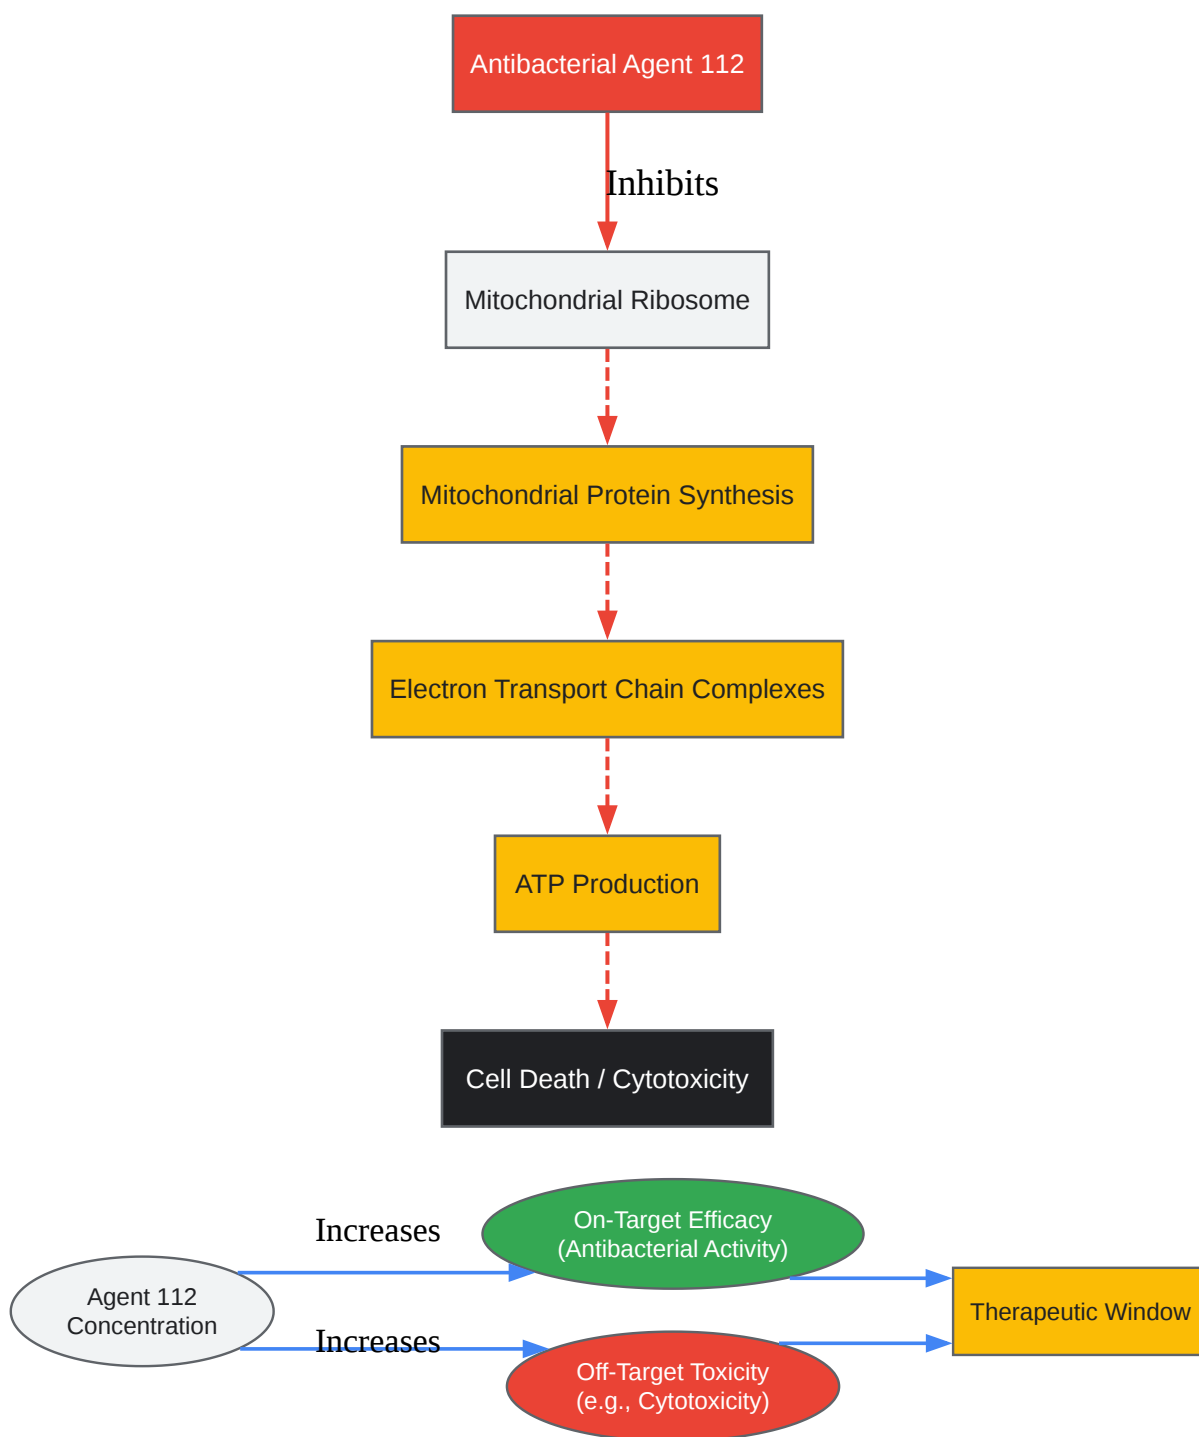 Antibacterial Agent 112
Inhibits
Mitochondrial Ribosome
Mitochondrial Protein Synthesis
Electron Transport Chain Complexes
ATP Production
Cell Death / Cytotoxicity
Increases
On-Target Efficacy
(Antibacterial Activity)
Agent 112
Concentration
Therapeutic Window
Increases
Off-Target Toxicity
(e.g., Cytotoxicity)